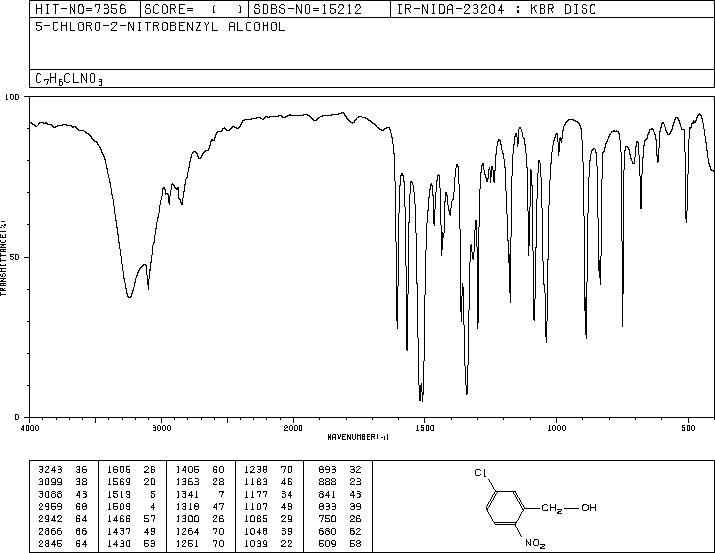 HIT-NO=7356 SCORE= ( ) SDBS-NO=15212 IR-NIDA-23204 : KBR DISC
5-CHLORO-2-NITROBENZYL ALCOHOL
C7H6CLNO3
100
TRANSMITTANCE(%)
50
0
4000 3000 2000 1500 1000 500
WAVENUMBER(-1)
3243 36 1606 26 1406 60 1238 70 893 32
3099 38 1569 20 1363 28 1183 46 888 23
3088 43 1519 5 1341 7 1177 34 841 43
2959 68 1509 4 1318 47 1107 49 833 39
2942 64 1466 57 1300 26 1085 29 750 26
2866 66 1437 49 1264 70 1048 39 680 62
2845 64 1430 53 1251 70 1039 22 509 58
Cl
CH2—OH
NO2